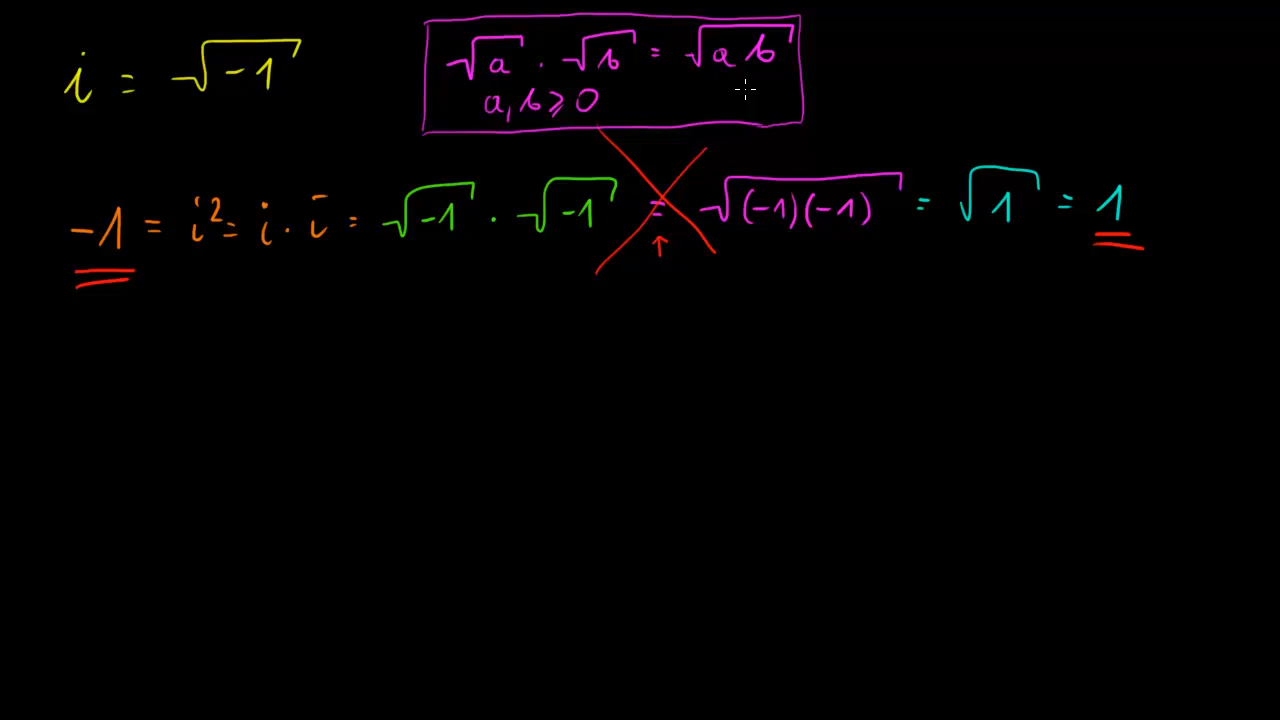 i = √-1
√a · √b = √ab
a, b ⩾ 0
-1 = i² = i · i = √-1 · √-1 = √(-1)(-1) = √1 = 1
↑